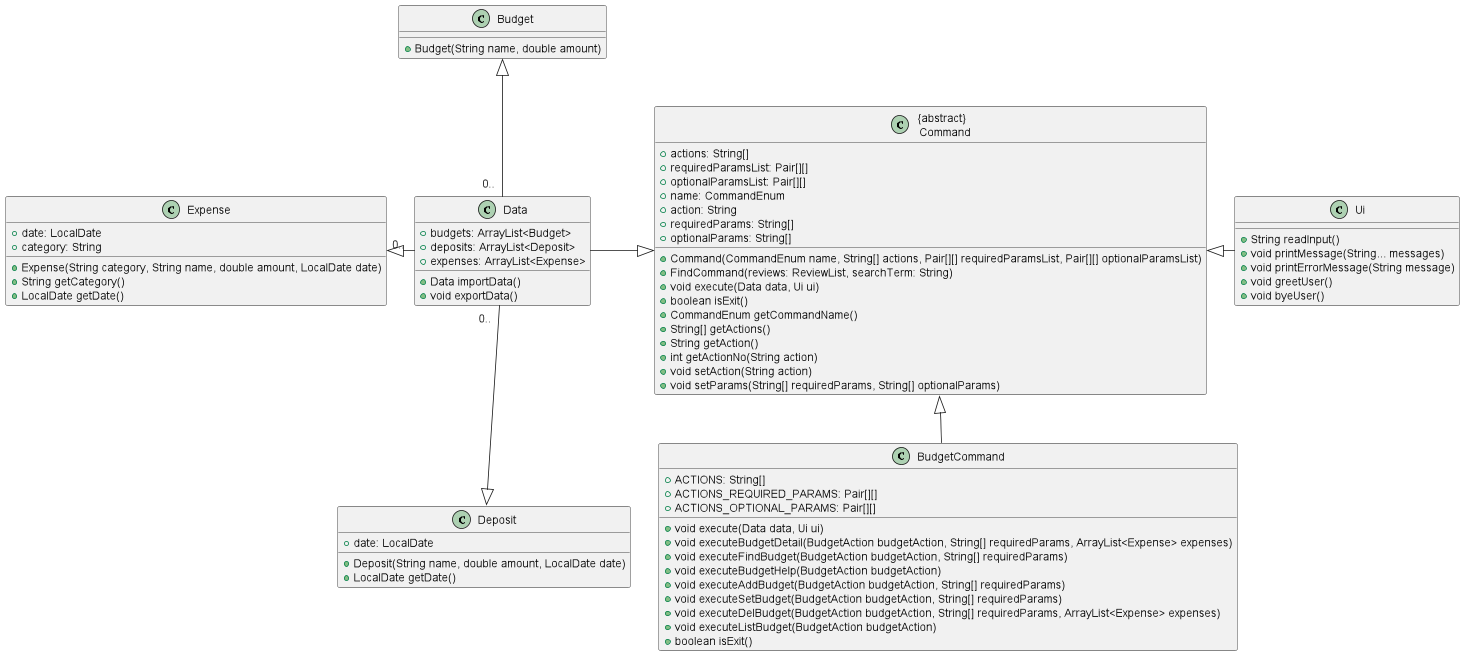 C Budget
Budget(String name, double amount)
0..
C Expense
date: LocalDate
category: String
Expense(String category, String name, double amount, LocalDate date)
String getCategory()
LocalDate getDate()
0..
C Data
budgets: ArrayList<Budget>
deposits: ArrayList<Deposit>
expenses: ArrayList<Expense>
Data importData()
void exportData()
0..
C {abstract}
Command
actions: String[]
requiredParamsList: Pair[][]
optionalParamsList: Pair[][]
name: CommandEnum
action: String
requiredParams: String[]
optionalParams: String[]
Command(CommandEnum name, String[] actions, Pair[][] requiredParamsList, Pair[][] optionalParamsList)
FindCommand(reviews: ReviewList, searchTerm: String)
void execute(Data data, Ui ui)
boolean isExit()
CommandEnum getCommandName()
String[] getActions()
String getAction()
int getActionNo(String action)
void setAction(String action)
void setParams(String[] requiredParams, String[] optionalParams)
C Ui
String readInput()
void printMessage(String... messages)
void printErrorMessage(String message)
void greetUser()
void byeUser()
C Deposit
date: LocalDate
Deposit(String name, double amount, LocalDate date)
LocalDate getDate()
C BudgetCommand
ACTIONS: String[]
ACTIONS_REQUIRED_PARAMS: Pair[][]
ACTIONS_OPTIONAL_PARAMS: Pair[][]
void execute(Data data, Ui ui)
void executeBudgetDetail(BudgetAction budgetAction, String[] requiredParams, ArrayList<Expense> expenses)
void executeFindBudget(BudgetAction budgetAction, String[] requiredParams)
void executeBudgetHelp(BudgetAction budgetAction)
void executeAddBudget(BudgetAction budgetAction, String[] requiredParams)
void executeSetBudget(BudgetAction budgetAction, String[] requiredParams)
void executeDelBudget(BudgetAction budgetAction, String[] requiredParams, ArrayList<Expense> expenses)
void executeListBudget(BudgetAction budgetAction)
boolean isExit()